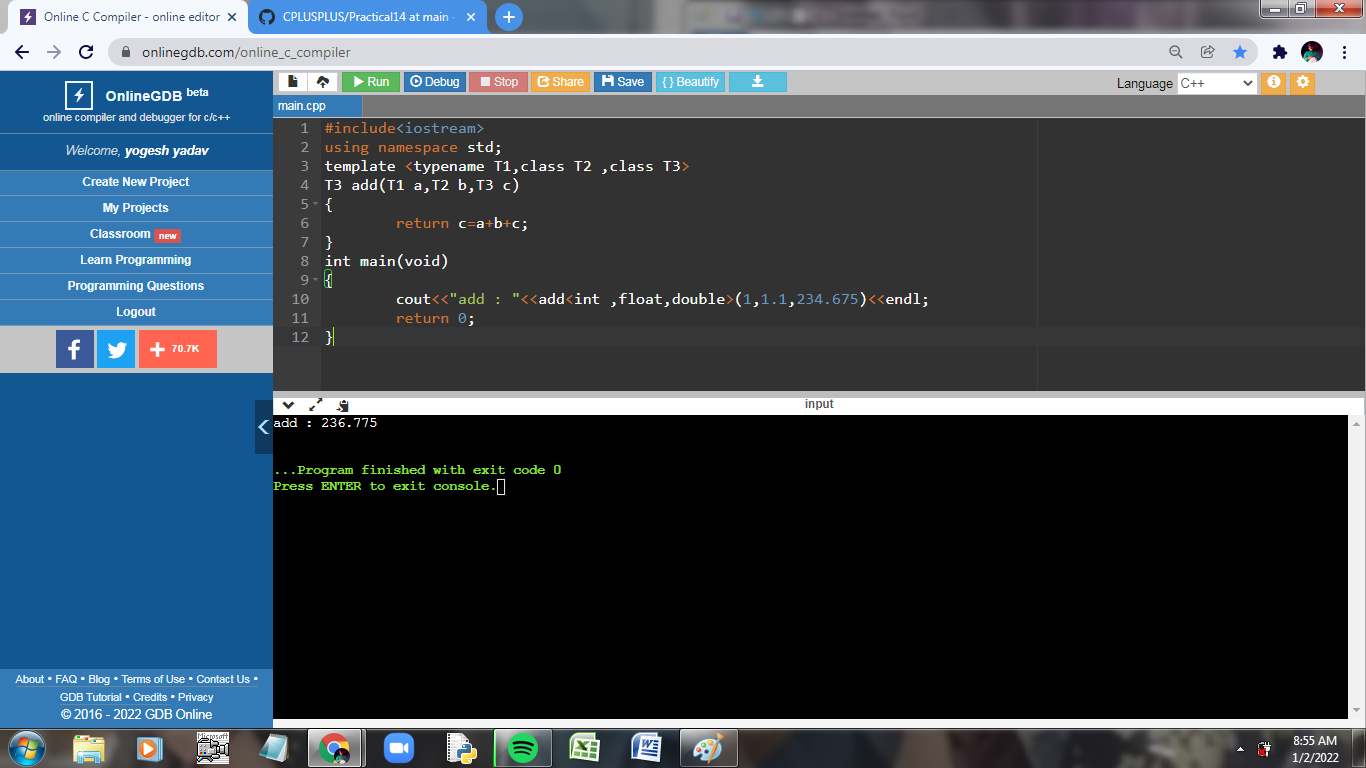 Online C Compiler - online editor
CPLUSPLUS/Practical14 at main
onlinegdb.com/online_c_compiler
OnlineGDB beta
online compiler and debugger for c/c++
Welcome, yogesh yadav
Create New Project
My Projects
Classroom new
Learn Programming
Programming Questions
Logout
70.7K
About • FAQ • Blog • Terms of Use • Contact Us •
GDB Tutorial • Credits • Privacy
© 2016 - 2022 GDB Online
Run Debug Stop Share Save { } Beautify
Language C++
main.cpp
1 #include<iostream>
2 using namespace std;
3 template <typename T1,class T2 ,class T3>
4 T3 add(T1 a,T2 b,T3 c)
5 {
6 return c=a+b+c;
7 }
8 int main(void)
9 {
10 cout<<"add : "<<add<int ,float,double>(1,1.1,234.675)<<endl;
11 return 0;
12 }
input
add : 236.775
...Program finished with exit code 0
Press ENTER to exit console.
Microsoft
8:55 AM
1/2/2022